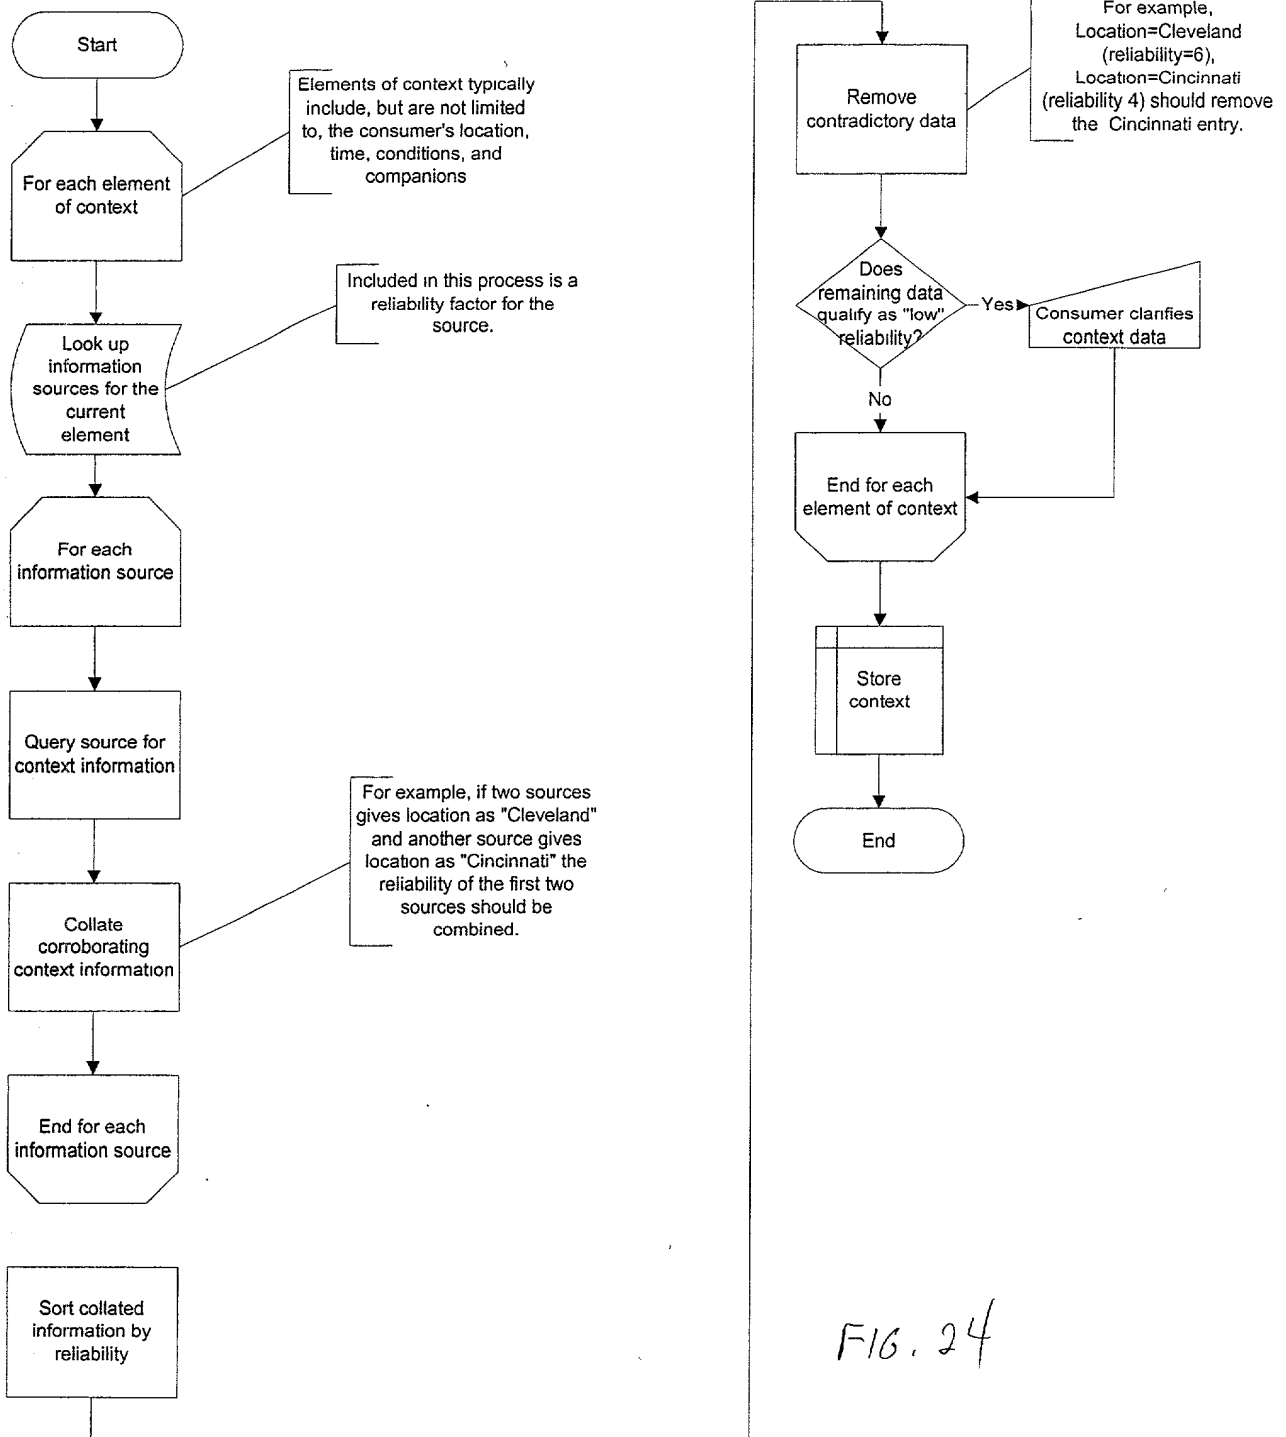 Start
Elements of context typically
include, but are not limited
to, the consumer's location,
time, conditions, and
companions
For each element
of context
Included in this process is a
reliability factor for the
source.
Look up
information
sources for the
current
element
For each
information source
Query source for
context information
For example, if two sources
gives location as "Cleveland"
and another source gives
location as "Cincinnati" the
reliability of the first two
sources should be
combined.
Collate
corroborating
context information
End for each
information source
Sort collated
information by
reliability
For example,
Location=Cleveland
(reliability=6),
Location=Cincinnati
(reliability 4) should remove
the Cincinnati entry.
Remove
contradictory data
Does
remaining data
qualify as "low"
reliability?
Yes
Consumer clarifies
context data
No
End for each
element of context
Store
context
End
FIG. 24